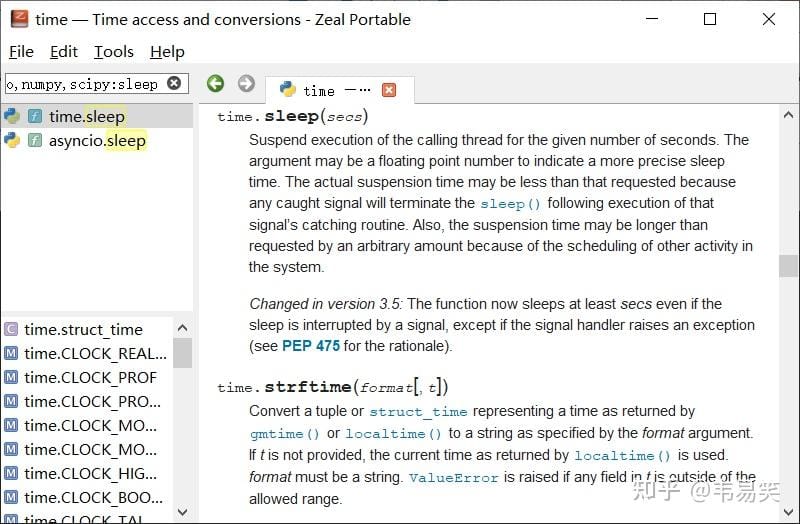 time — Time access and conversions - Zeal Portable
File Edit Tools Help
o,numpy,scipy:sleep
time —⋯
time.sleep
asyncio.sleep
time.struct_time
time.CLOCK_REAL...
time.CLOCK_PROF
time.CLOCK_PRO...
time.CLOCK_MO...
time.CLOCK_MO...
time.CLOCK_HIG...
time.CLOCK_BOO...
time.CLOCK_TAI
time.sleep(secs)
Suspend execution of the calling thread for the given number of seconds. The
argument may be a floating point number to indicate a more precise sleep
time. The actual suspension time may be less than that requested because
any caught signal will terminate the sleep() following execution of that
signal's catching routine. Also, the suspension time may be longer than
requested by an arbitrary amount because of the scheduling of other activity in
the system.
Changed in version 3.5: The function now sleeps at least secs even if the
sleep is interrupted by a signal, except if the signal handler raises an exception
(see PEP 475 for the rationale).
time.strftime(format[, t])
Convert a tuple or struct_time representing a time as returned by
gmtime() or localtime() to a string as specified by the format argument.
If t is not provided, the current time as returned by localtime() is used.
format must be a string. ValueError is raised if any field in t is outside of the
allowed range.
知乎 @韦易笑